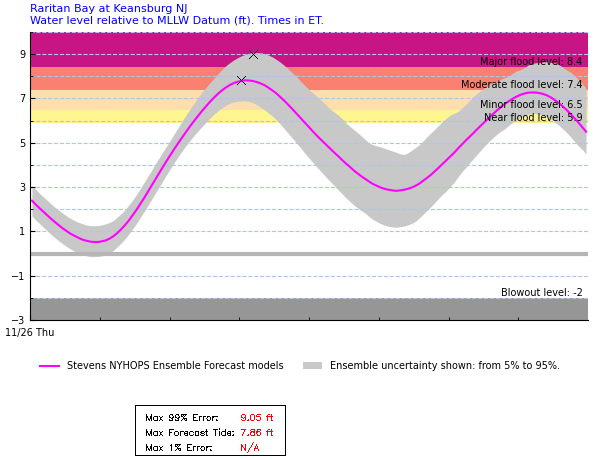 Raritan Bay at Keansburg NJ
Water level relative to MLLW Datum (ft). Times in ET.
9
Major flood level: 8.4
Moderate flood level: 7.4
7
Minor flood level: 6.5
Near flood level: 5.9
5
3
1
−1
Blowout level: -2
−3
11/26 Thu
Stevens NYHOPS Ensemble Forecast models
Ensemble uncertainty shown: from 5% to 95%.
Max 99% Error: 9.05 ft
Max Forecast Tide: 7.86 ft
Max 1% Error: N/A